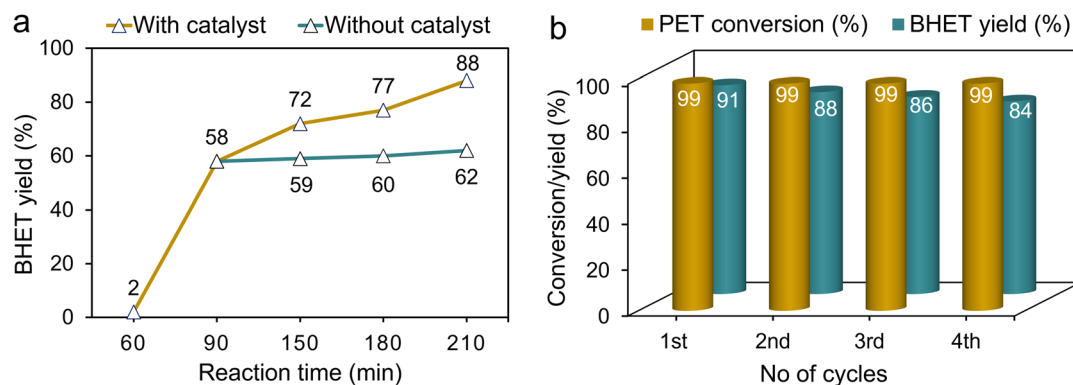 a
With catalyst
Without catalyst
BHET yield (%)
100
80
60
40
20
0
2
58
72
77
88
59
60
62
60
90
150
180
210
Reaction time (min)
b
PET conversion (%)
BHET yield (%)
Conversion/yield (%)
100
80
60
40
20
0
99
91
99
88
99
86
99
84
1st
2nd
3rd
4th
No of cycles